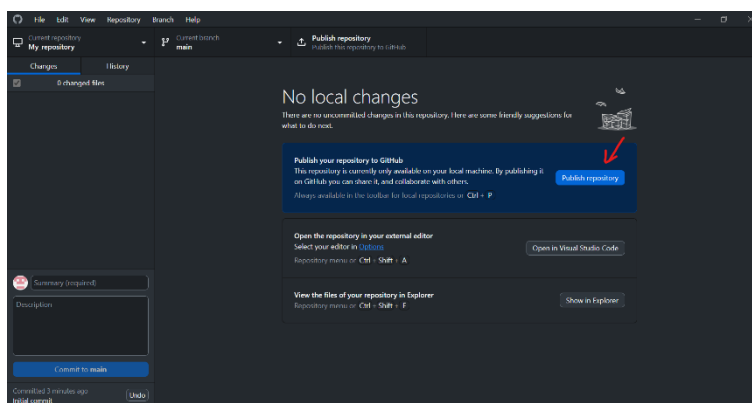 File Edit View Repository Branch Help
Current repository
My repository
Current branch
main
Publish repository
Publish this repository to GitHub
Changes History
0 changed files
No local changes
There are no uncommitted changes in this repository. Here are some friendly suggestions for
what to do next.
Publish your repository to GitHub
This repository is currently only available on your local machine. By publishing it
on GitHub you can share it, and collaborate with others.
Always available in the toolbar for local repositories or Ctrl + P
Publish repository
Open the repository in your external editor
Select your editor in Options
Repository menu or Ctrl + Shift + A
Open in Visual Studio Code
View the files of your repository in Explorer
Repository menu or Ctrl + Shift + F
Show in Explorer
Summary (required)
Description
Commit to main
Committed 3 minutes ago
Initial commit
Undo